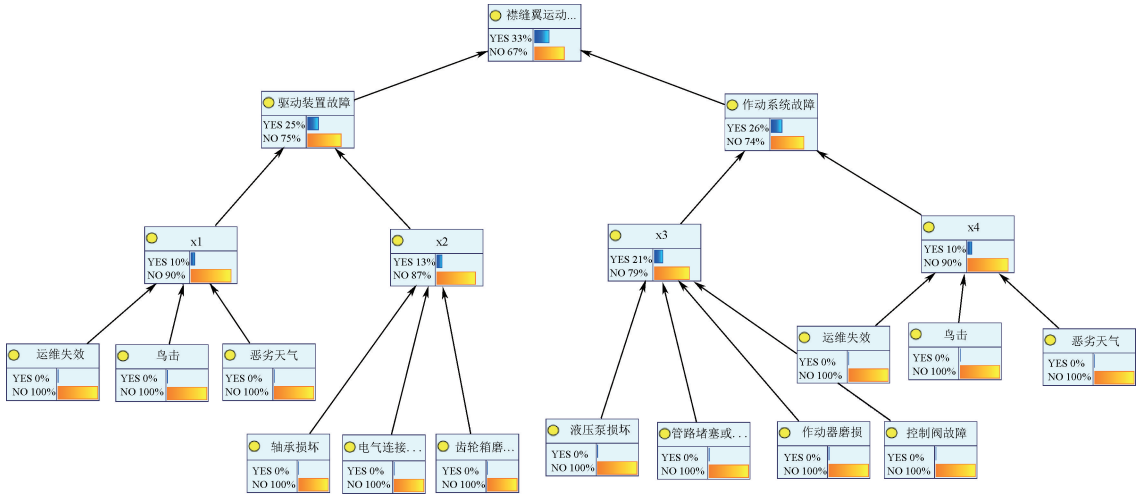 襟缝翼运动...
YES 33%
NO 67%
驱动装置故障
YES 25%
NO 75%
作动系统故障
YES 26%
NO 74%
x1
YES 10%
NO 90%
x2
YES 13%
NO 87%
x3
YES 21%
NO 79%
x4
YES 10%
NO 90%
运维失效
YES 0%
NO 100%
鸟击
YES 0%
NO 100%
恶劣天气
YES 0%
NO 100%
运维失效
YES 0%
NO 100%
鸟击
YES 0%
NO 100%
恶劣天气
YES 0%
NO 100%
轴承损坏
YES 0%
NO 100%
电气连接...
YES 0%
NO 100%
齿轮箱磨...
YES 0%
NO 100%
液压泵损坏
YES 0%
NO 100%
管路堵塞或...
YES 0%
NO 100%
作动器磨损
YES 0%
NO 100%
控制阀故障
YES 0%
NO 100%